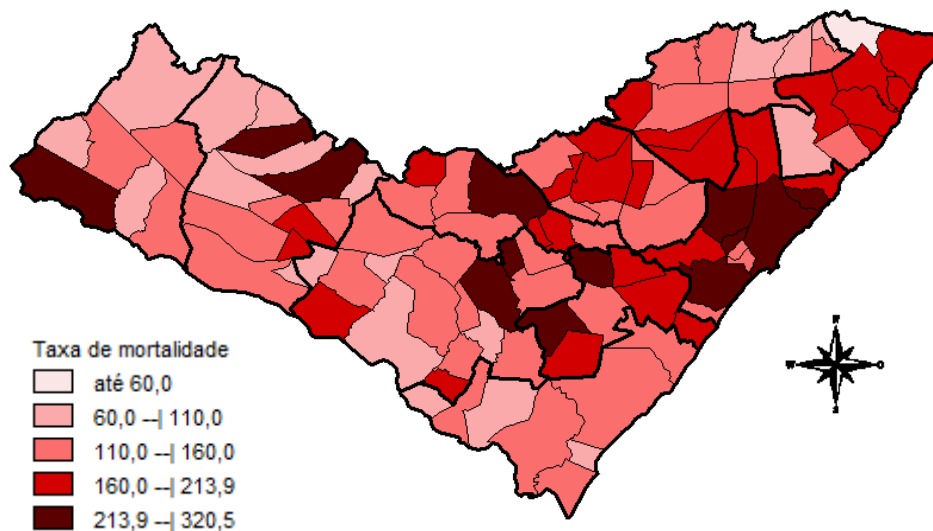 Taxa de mortalidade
até 60,0
60,0 --| 110,0
110,0 --| 160,0
160,0 --| 213,9
213,9 --| 320,5